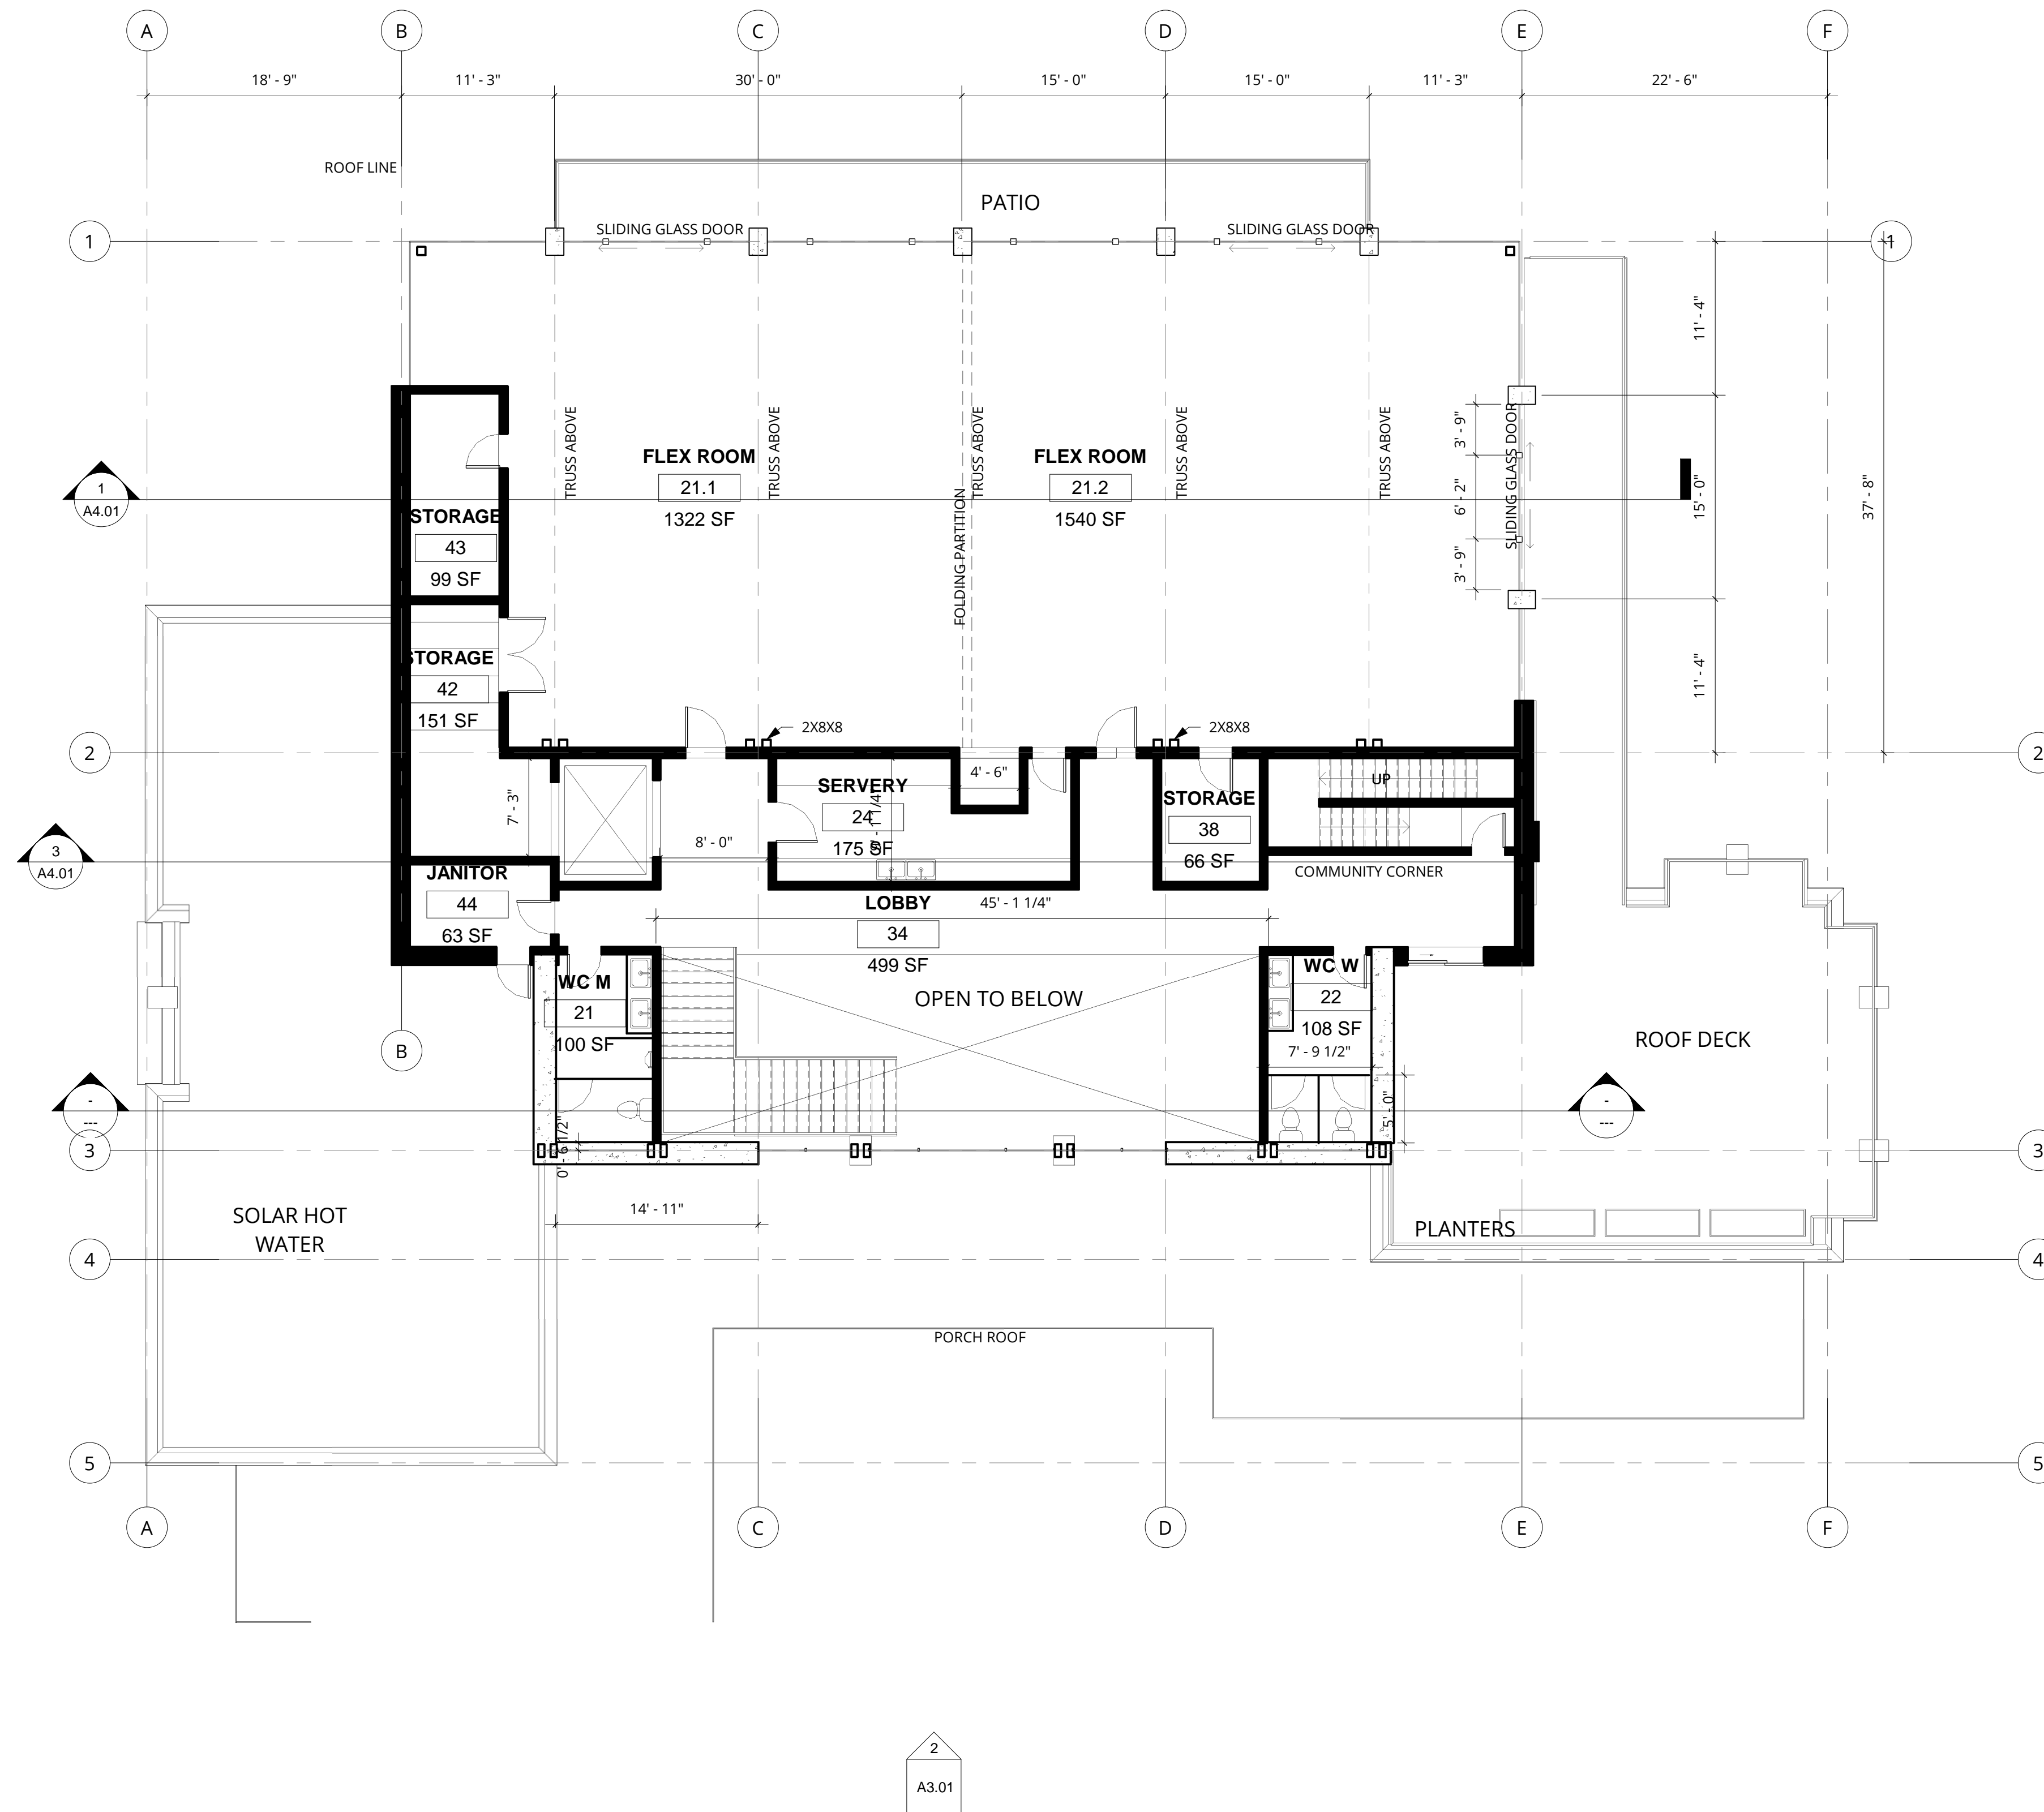 A
B
C
D
E
F
18' - 9"
11' - 3"
30' - 0"
15' - 0"
15' - 0"
11' - 3"
22' - 6"
ROOF LINE
PATIO
SLIDING GLASS DOOR
SLIDING GLASS DOOR
1
1
11' - 4"
TRUSS ABOVE
TRUSS ABOVE
TRUSS ABOVE
TRUSS ABOVE
TRUSS ABOVE
3' - 9"
SLIDING GLASS DOOR
FLEX ROOM
21.1
1322 SF
FLEX ROOM
21.2
1540 SF
FOLDING PARTITION
6' - 2"
15' - 0"
37' - 8"
1
A4.01
STORAGE
43
99 SF
3' - 9"
STORAGE
42
151 SF
11' - 4"
2X8X8
2X8X8
2
2
4' - 6"
UP
7' - 3"
8' - 0"
SERVERY
24
175 SF
STORAGE
38
66 SF
3
A4.01
COMMUNITY CORNER
JANITOR
44
63 SF
LOBBY
45' - 1 1/4"
34
499 SF
WC M
21
100 SF
OPEN TO BELOW
WC W
22
108 SF
7' - 9 1/2"
ROOF DECK
B
-
---
-
---
5' - 0"
0' - 6 1/2"
3
3
14' - 11"
SOLAR HOT
WATER
PLANTERS
4
4
PORCH ROOF
5
5
A
C
D
E
F
2
A3.01